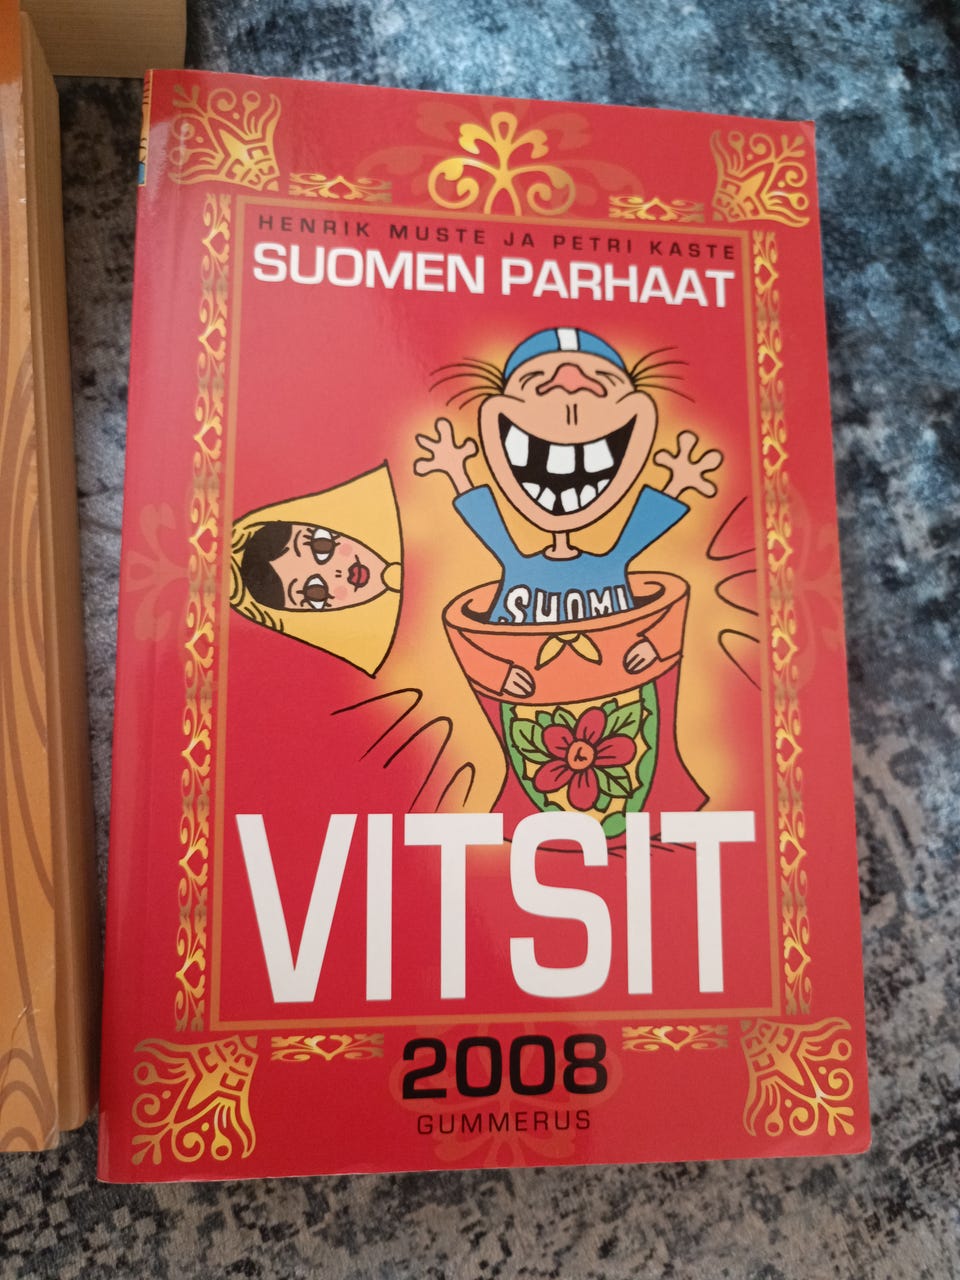 HENRIK MUSTE JA PETRI KASTE
SUOMEN PARHAAT
SUOMI
VITSIT
2008
GUMMERUS